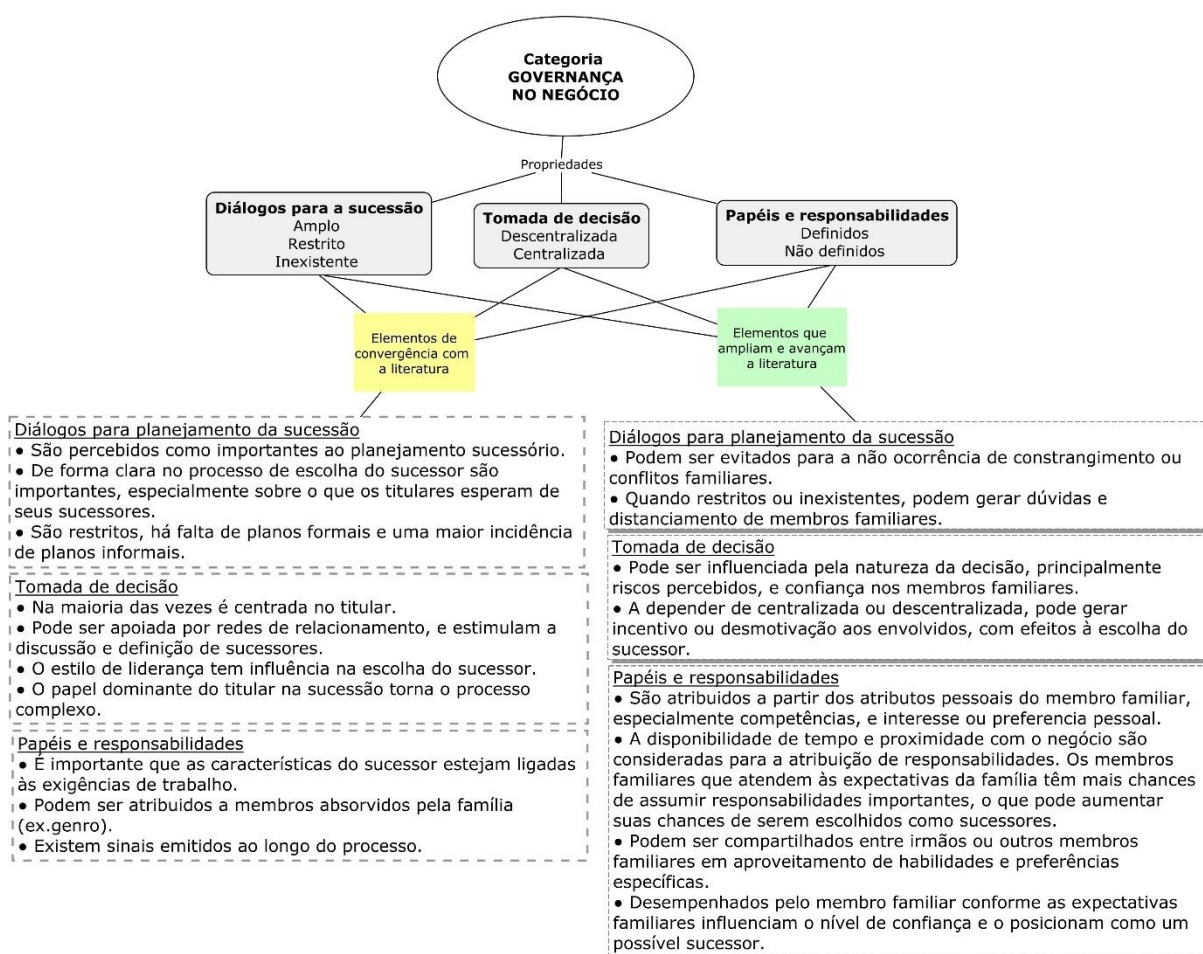 Categoria
GOVERNANÇA
NO NEGÓCIO
Propriedades
Diálogos para a sucessão
Amplo
Restrito
Inexistente
Tomada de decisão
Descentralizada
Centralizada
Papéis e responsabilidades
Definidos
Não definidos
Elementos de
convergência com
a literatura
Elementos que
ampliam e avançam
a literatura
Diálogos para planejamento da sucessão
● São percebidos como importantes ao planejamento sucessório.
● De forma clara no processo de escolha do sucessor são
importantes, especialmente sobre o que os titulares esperam de
seus sucessores.
● São restritos, há falta de planos formais e uma maior incidência
de planos informais.
Tomada de decisão
● Na maioria das vezes é centrada no titular.
● Pode ser apoiada por redes de relacionamento, e estimulam a
discussão e definição de sucessores.
● O estilo de liderança tem influência na escolha do sucessor.
● O papel dominante do titular na sucessão torna o processo
complexo.
Papéis e responsabilidades
● É importante que as características do sucessor estejam ligadas
às exigências de trabalho.
● Podem ser atribuidos a membros absorvidos pela família
(ex.genro).
● Existem sinais emitidos ao longo do processo.
Diálogos para planejamento da sucessão
● Podem ser evitados para a não ocorrência de constrangimento ou
conflitos familiares.
● Quando restritos ou inexistentes, podem gerar dúvidas e
distanciamento de membros familiares.
Tomada de decisão
● Pode ser influenciada pela natureza da decisão, principalmente
riscos percebidos, e confiança nos membros familiares.
● A depender de centralizada ou descentralizada, pode gerar
incentivo ou desmotivação aos envolvidos, com efeitos à escolha do
sucessor.
Papéis e responsabilidades
● São atribuidos a partir dos atributos pessoais do membro familiar,
especialmente competências, e interesse ou preferencia pessoal.
● A disponibilidade de tempo e proximidade com o negócio são
consideradas para a atribuição de responsabilidades. Os membros
familiares que atendem às expectativas da família têm mais chances
de assumir responsabilidades importantes, o que pode aumentar
suas chances de serem escolhidos como sucessores.
● Podem ser compartilhados entre irmãos ou outros membros
familiares em aproveitamento de habilidades e preferências
específicas.
● Desempenhados pelo membro familiar conforme as expectativas
familiares influenciam o nível de confiança e o posicionam como um
possível sucessor.